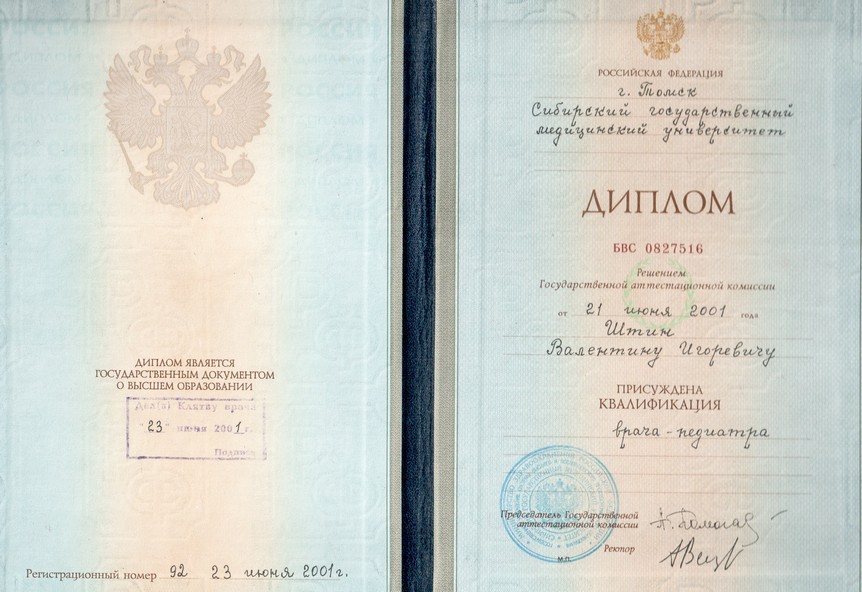 ДИПЛОМ ЯВЛЯЕТСЯ
ГОСУДАРСТВЕННЫМ ДОКУМЕНТОМ
О ВЫСШЕМ ОБРАЗОВАНИИ
Дал(а) Клятву врача
"23" июня 2001 г.
Подпись
Регистрационный номер 92 23 июня 2001г.
РОССИЙСКАЯ ФЕДЕРАЦИЯ
г. Томск
Сибирский государственный
медицинский университет
ДИПЛОМ
БВС 0827516
Решением
Государственной аттестационной комиссии
от 21 июня 2001 года
Штин
Валентину Игоревичу
ПРИСУЖДЕНА
КВАЛИФИКАЦИЯ
врача-педиатра
Председатель Государственной
аттестационной комиссии
Ректор
М.П.